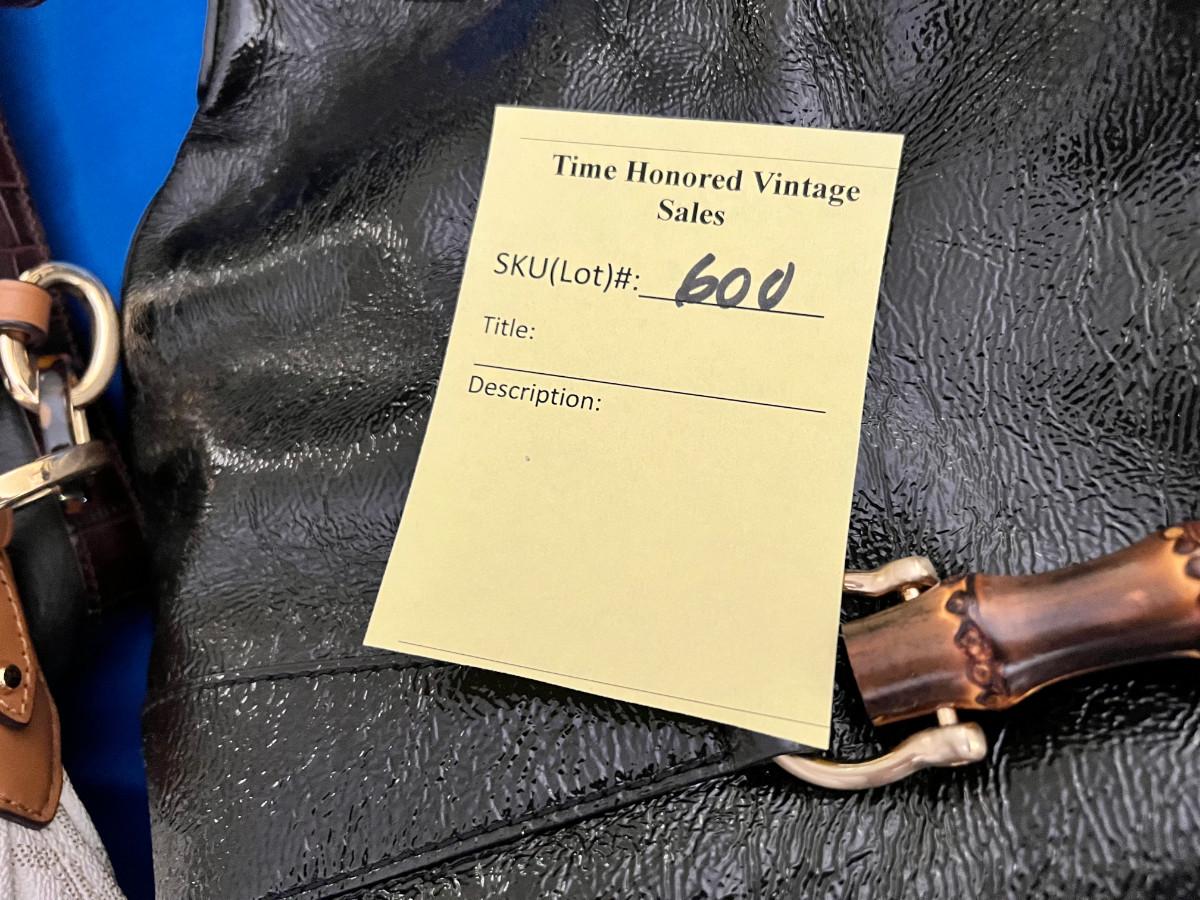 Time Honored Vintage
Sales
SKU(Lot)#: 600
Title:
Description: